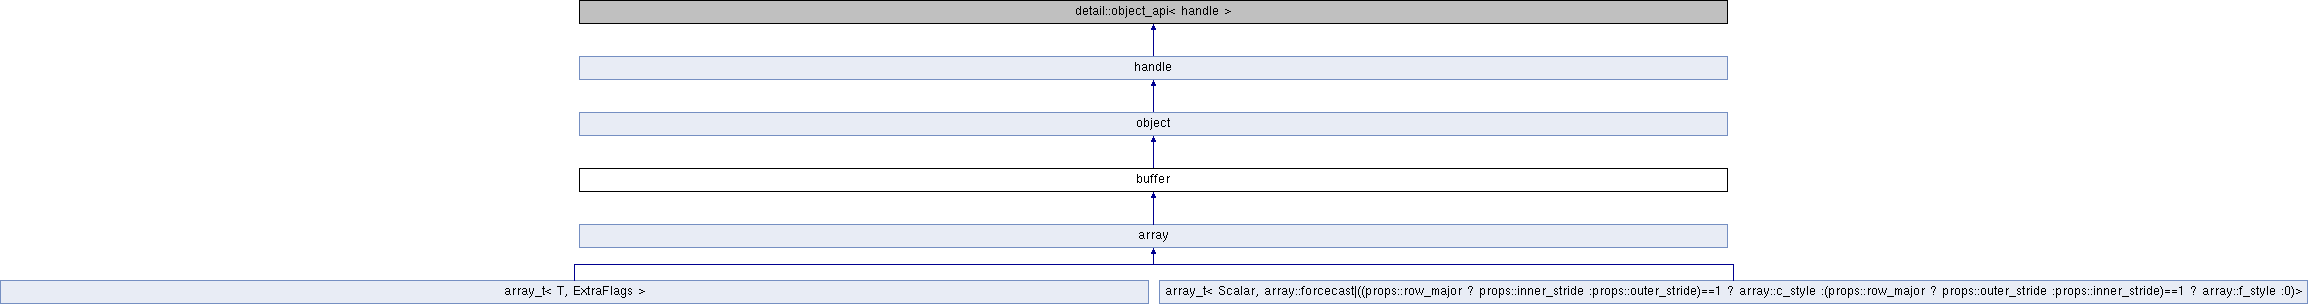 detail::object_api< handle >
handle
object
buffer
array
array_t< T, ExtraFlags >
array_t< Scalar, array::forcecast|((props::row_major ? props::inner_stride :props::outer_stride)==1 ? array::c_style :(props::row_major ? props::outer_stride :props::inner_stride)==1 ? array::f_style :0)>